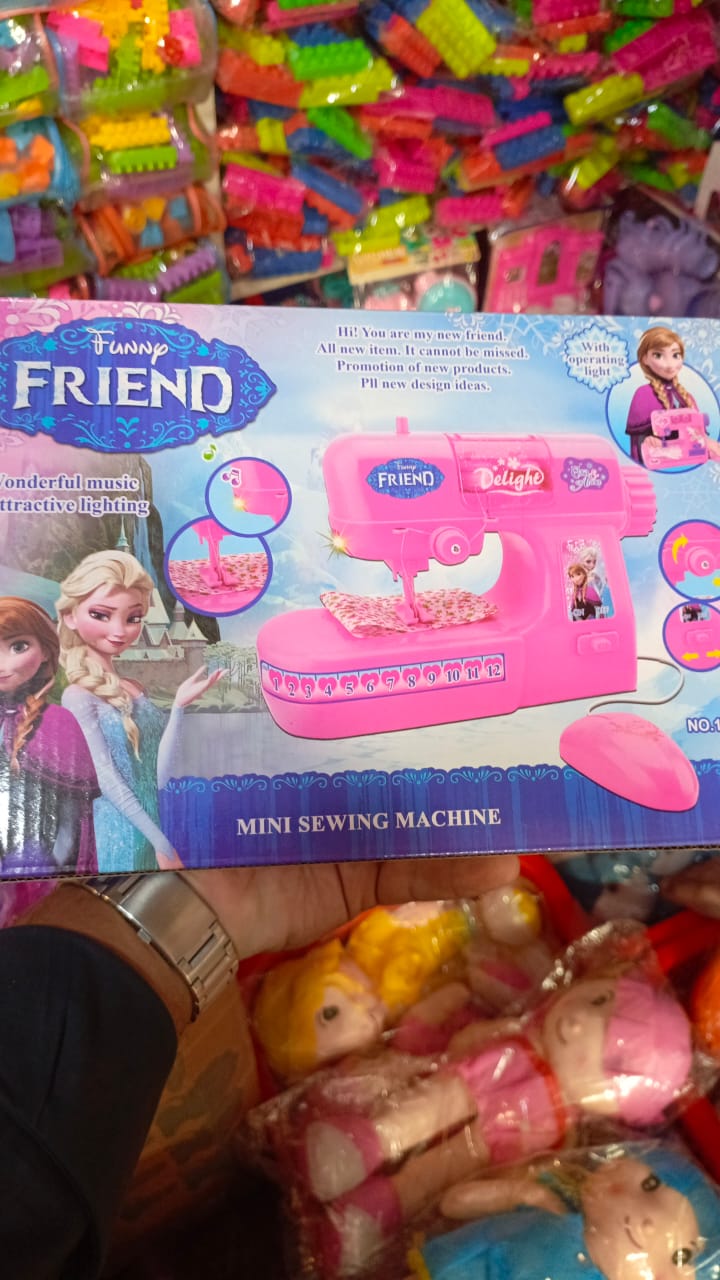 Funny
FRIEND
Hi! You are my new friend.
All new item. It cannot be missed.
Promotion of new products.
Pll new design ideas.
With
operating
light
onderful music
ttractive lighting
Funny
FRIEND
Delight
1 2 3 4 5 6 7 8 9 10 11 12
NO.1
MINI SEWING MACHINE